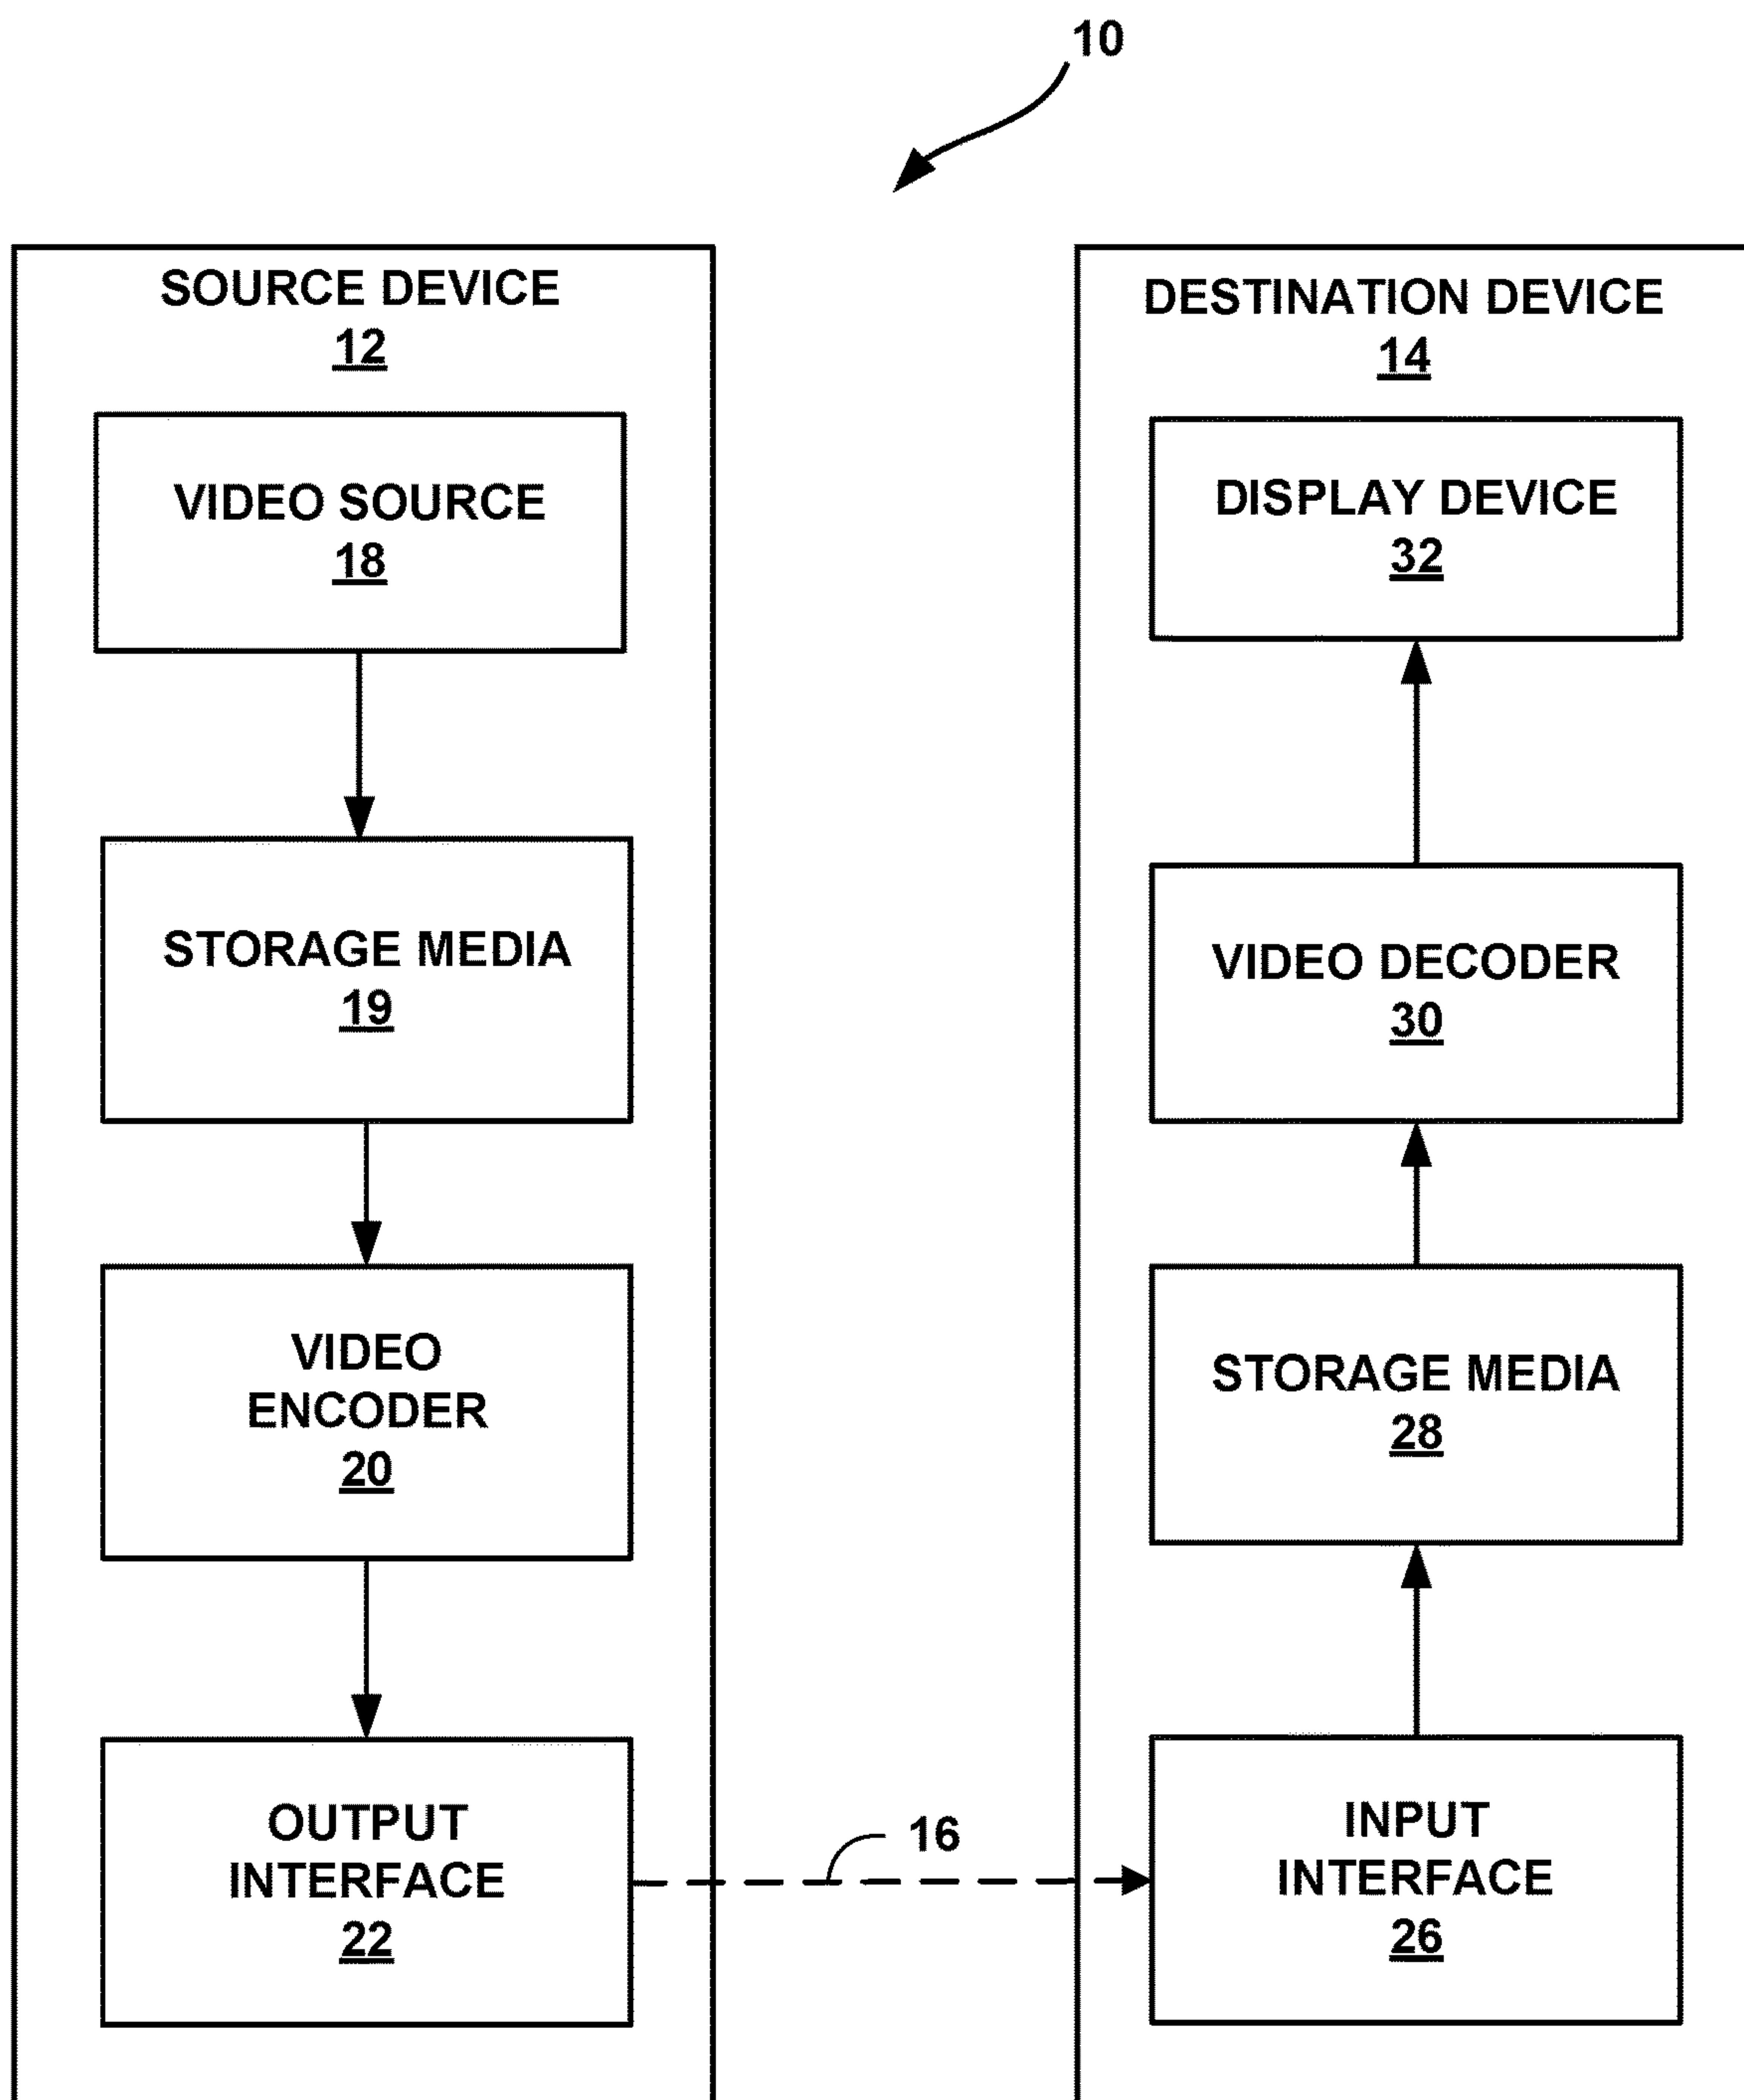 10
SOURCE DEVICE
12
VIDEO SOURCE
18
STORAGE MEDIA
19
VIDEO
ENCODER
20
OUTPUT
INTERFACE
22
16
DESTINATION DEVICE
14
DISPLAY DEVICE
32
VIDEO DECODER
30
STORAGE MEDIA
28
INPUT
INTERFACE
26